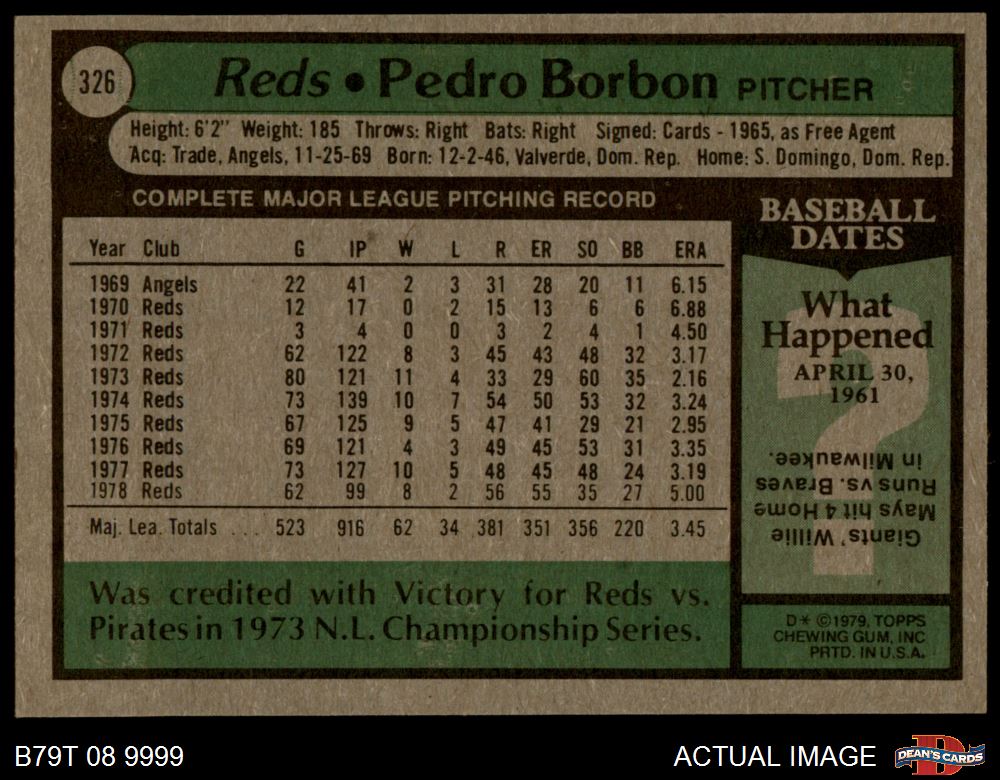 326
Reds • Pedro Borbon PITCHER
Height: 6'2" Weight: 185 Throws: Right Bats: Right Signed: Cards - 1965, as Free Agent
Acq: Trade, Angels, 11-25-69 Born: 12-2-46, Valverde, Dom. Rep. Home: S. Domingo, Dom. Rep.
COMPLETE MAJOR LEAGUE PITCHING RECORD
Year Club G IP W L R ER SO BB ERA
1969 Angels 22 41 2 3 31 28 20 11 6.15
1970 Reds 12 17 0 2 15 13 6 6 6.88
1971 Reds 3 4 0 0 3 2 4 1 4.50
1972 Reds 62 122 8 3 45 43 48 32 3.17
1973 Reds 80 121 11 4 33 29 60 35 2.16
1974 Reds 73 139 10 7 54 50 53 32 3.24
1975 Reds 67 125 9 5 47 41 29 21 2.95
1976 Reds 69 121 4 3 49 45 53 31 3.35
1977 Reds 73 127 10 5 48 45 48 24 3.19
1978 Reds 62 99 8 2 56 55 35 27 5.00
Maj. Lea. Totals ... 523 916 62 34 381 351 356 220 3.45
Was credited with Victory for Reds vs.
Pirates in 1973 N.L. Championship Series.
BASEBALL
DATES
What
Happened
APRIL 30,
1961
?
Giants' Willie
Mays hit 4 Home
Runs vs. Braves
in Milwaukee.
D* ©1979, TOPPS
CHEWING GUM, INC
PRTD. IN U.S.A.
B79T 08 9999
ACTUAL IMAGE
D
DEAN'S CARDS